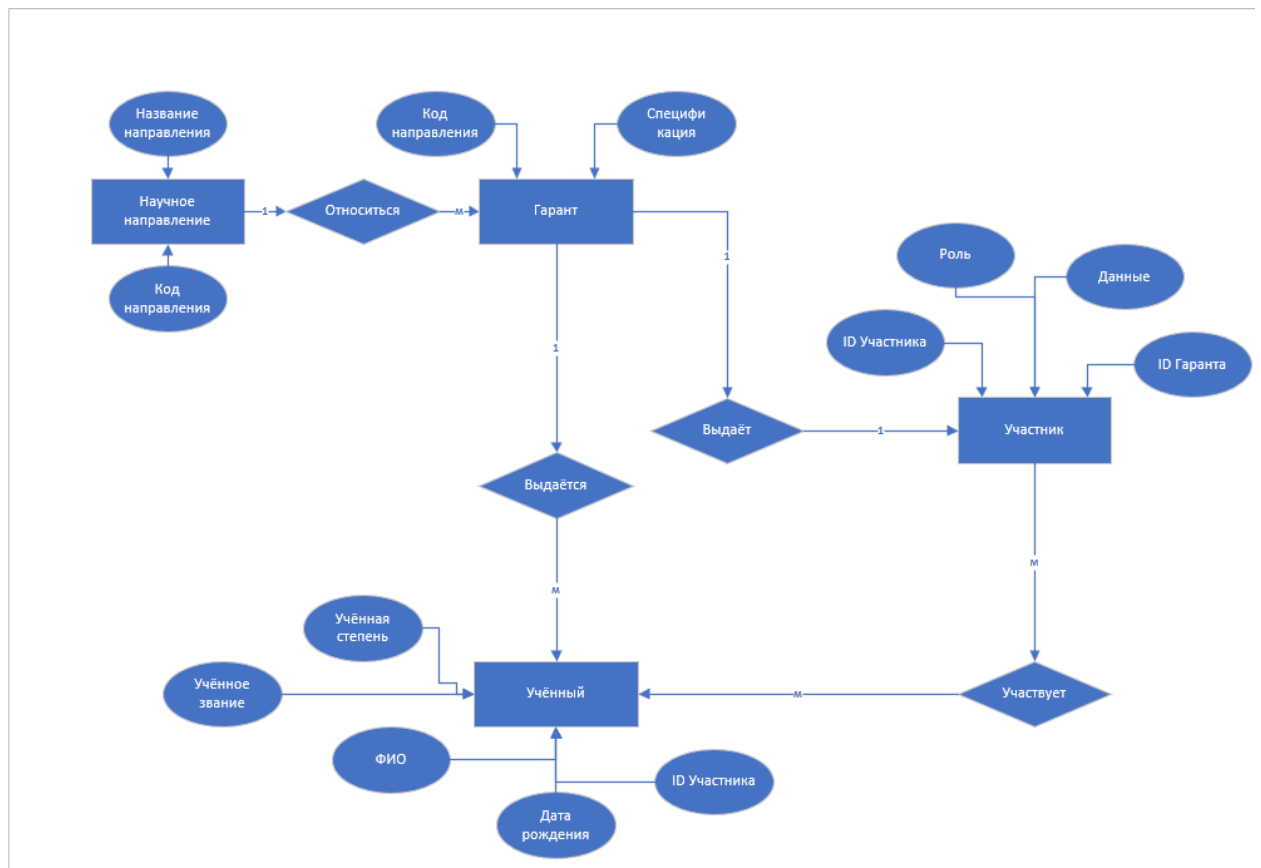 Название
направления
Код
направления
Специфи
кация
Научное
направление
1
Относиться
м
Гарант
Код
направления
1
Роль
Данные
ID Участника
ID Гаранта
1
Выдаёт
1
Участник
Выдаётся
м
м
Учённая
степень
Учённое
звание
Учённый
м
Участвует
ФИО
ID Участника
Дата
рождения